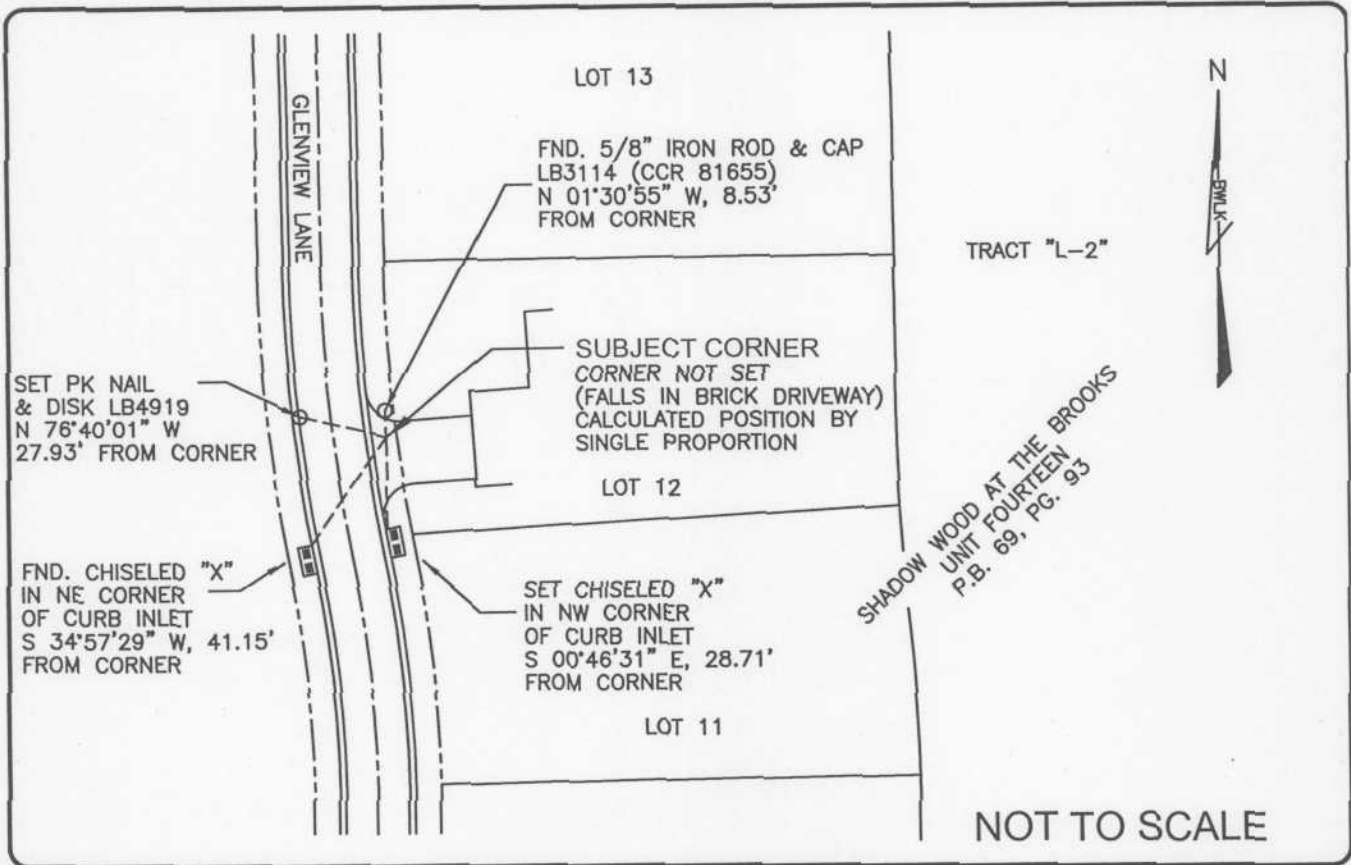 LOT 13
N
GLENVIEW LANE
FND. 5/8" IRON ROD & CAP
LB3114 (CCR 81655)
N 01°30'55" W, 8.53'
FROM CORNER
BWLK
TRACT "L-2"
SUBJECT CORNER
CORNER NOT SET
(FALLS IN BRICK DRIVEWAY)
CALCULATED POSITION BY
SINGLE PROPORTION
SET PK NAIL
& DISK LB4919
N 76°40'01" W
27.93' FROM CORNER
LOT 12
SHADOW WOOD AT THE BROOKS
UNIT FOURTEEN
P.B. 69, PG. 93
FND. CHISELED "X"
IN NE CORNER
OF CURB INLET
S 34°57'29" W, 41.15'
FROM CORNER
SET CHISELED "X"
IN NW CORNER
OF CURB INLET
S 00°46'31" E, 28.71'
FROM CORNER
LOT 11
NOT TO SCALE